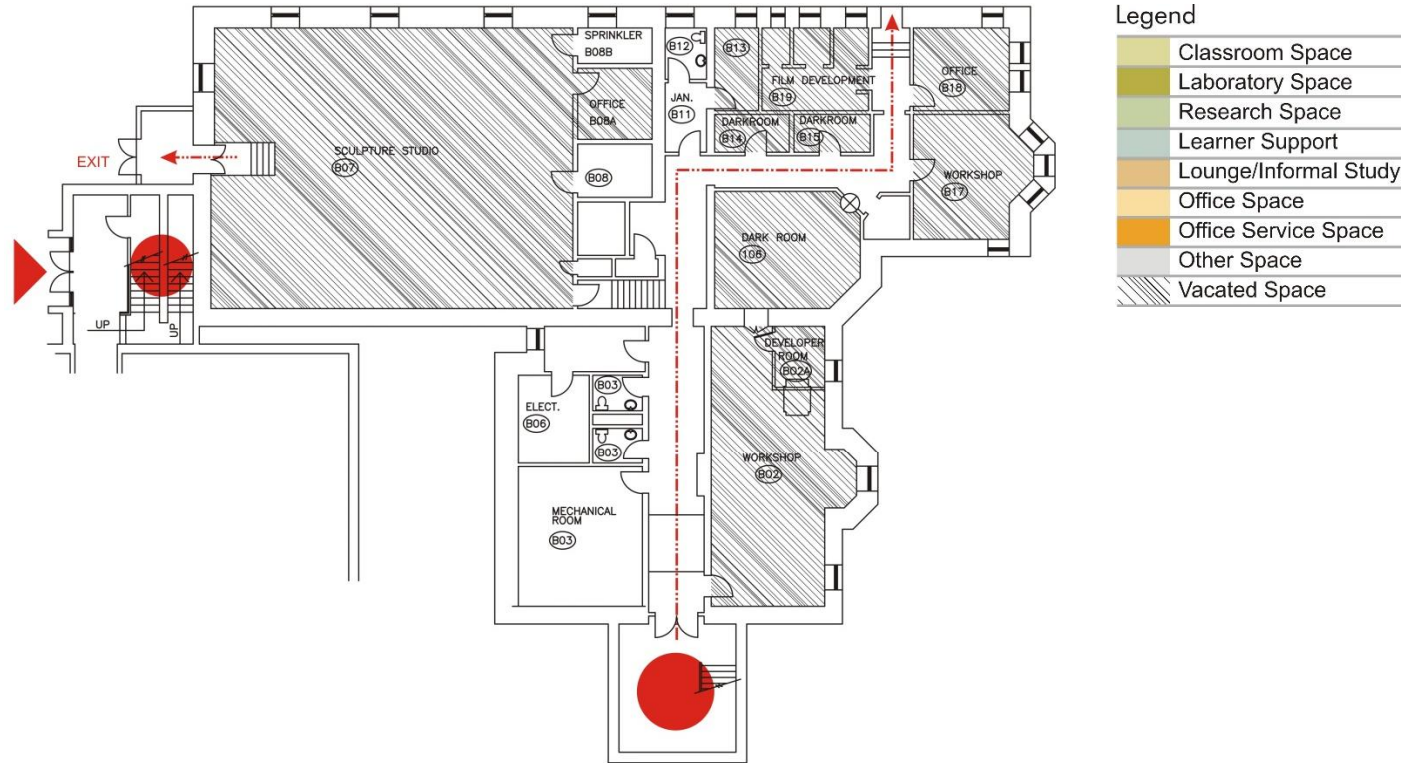 Legend
Classroom Space
Laboratory Space
Research Space
Learner Support
Lounge/Informal Study
Office Space
Office Service Space
Other Space
Vacated Space
SPRINKLER
B08B
B12
B13
FILM DEVELOPMENT
B19
OFFICE
B18
OFFICE
B08A
JAN.
B11
DARKROOM
B14
DARKROOM
B15
EXIT
SCULPTURE STUDIO
B07
B08
WORKSHOP
B17
DARK ROOM
106
UP
UP
DEVELOPER
ROOM
B02A
B03
ELECT.
B06
B03
WORKSHOP
B02
MECHANICAL
ROOM
B03